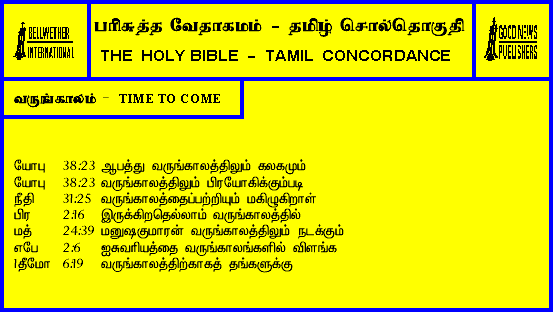 BELLWETHER
INTERNATIONAL
பரிசுத்த வேதாகமம் - தமிழ் சொல்தொகுதி
THE HOLY BIBLE - TAMIL CONCORDANCE
GOOD NEWS
PUBLISHERS
வருங்காலம் - TIME TO COME
யோபு 38:23 ஆபத்து வருங்காலத்திலும் கலகமும்
யோபு 38:23 வருங்காலத்திலும் பிரயோகிக்கும்படி
நீதி 31:25 வருங்காலத்தைப்பற்றியும் மகிழுகிறாள்
பிர 2:16 இருக்கிறதெல்லாம் வருங்காலத்தில்
மத் 24:39 மனுஷகுமாரன் வருங்காலத்திலும் நடக்கும்
எபே 2:6 ஐசுவரியத்தை வருங்காலங்களில் விளங்க
1தீமோ 6:19 வருங்காலத்திற்காகத் தங்களுக்கு